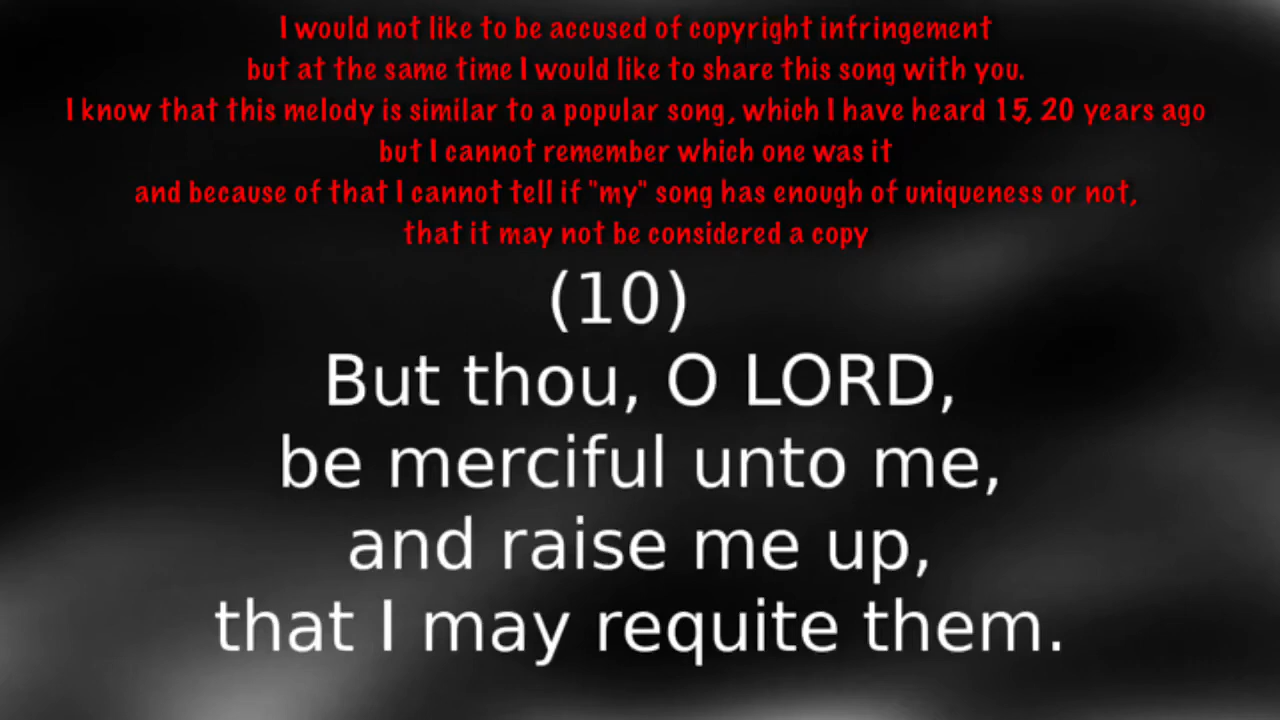 I would not like to be accused of copyright infringement
but at the same time I would like to share this song with you.
I know that this melody is similar to a popular song, which I have heard 15, 20 years ago
but I cannot remember which one was it
and because of that I cannot tell if "my" song has enough of uniqueness or not,
that it may not be considered a copy
(10)
But thou, O LORD,
be merciful unto me,
and raise me up,
that I may requite them.